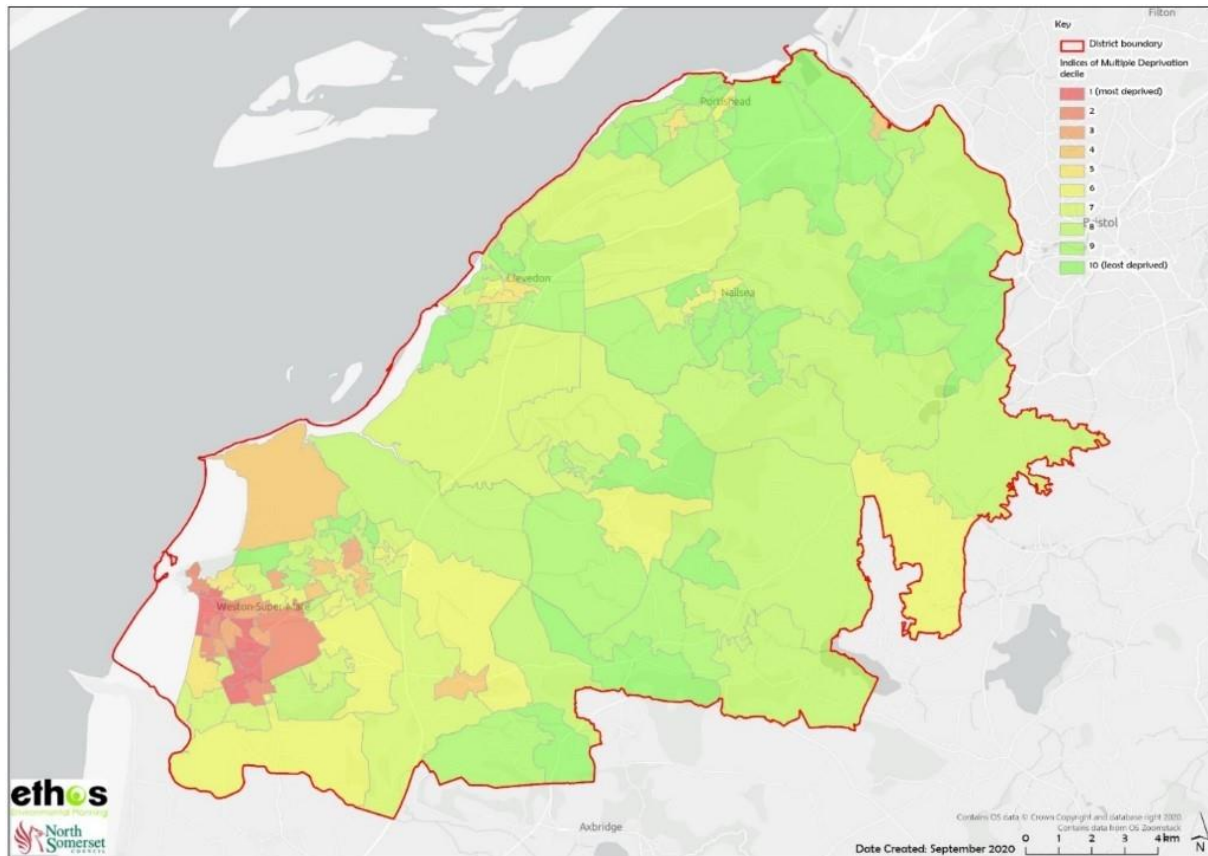 Filton
Key
District boundary
Indices of Multiple Deprivation
decile
1 (most deprived)
2
3
4
5
6
7
8
9
10 (least deprived)
Portishead
Bristol
Clevedon
Nailsea
Weston-Super-Mare
Axbridge
ethos
Environmental Planning
North
Somerset
COUNCIL
Contains OS data © Crown Copyright and database right 2020
Contains data from OS Zoomstack
Date Created: September 2020
0 1 2 3 4 km
N